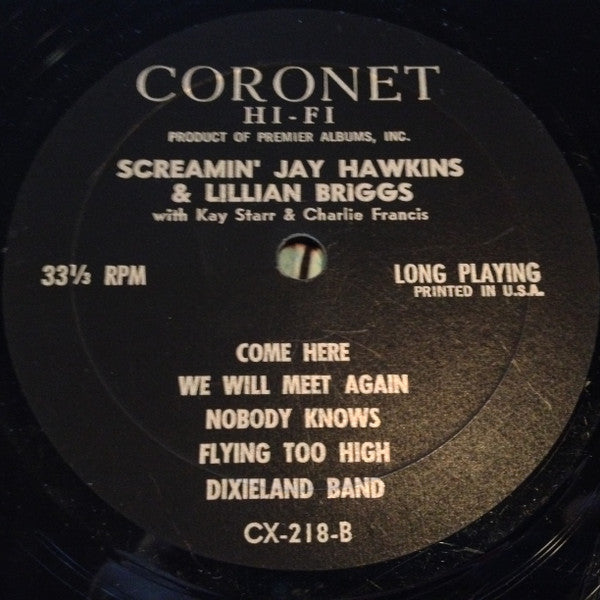 CORONET
HI-FI
PRODUCT OF PREMIER ALBUMS, INC.
SCREAMIN' JAY HAWKINS
& LILLIAN BRIGGS
with Kay Starr & Charlie Francis
33⅓ RPM
LONG PLAYING
PRINTED IN U.S.A.
COME HERE
WE WILL MEET AGAIN
NOBODY KNOWS
FLYING TOO HIGH
DIXIELAND BAND
CX-218-B